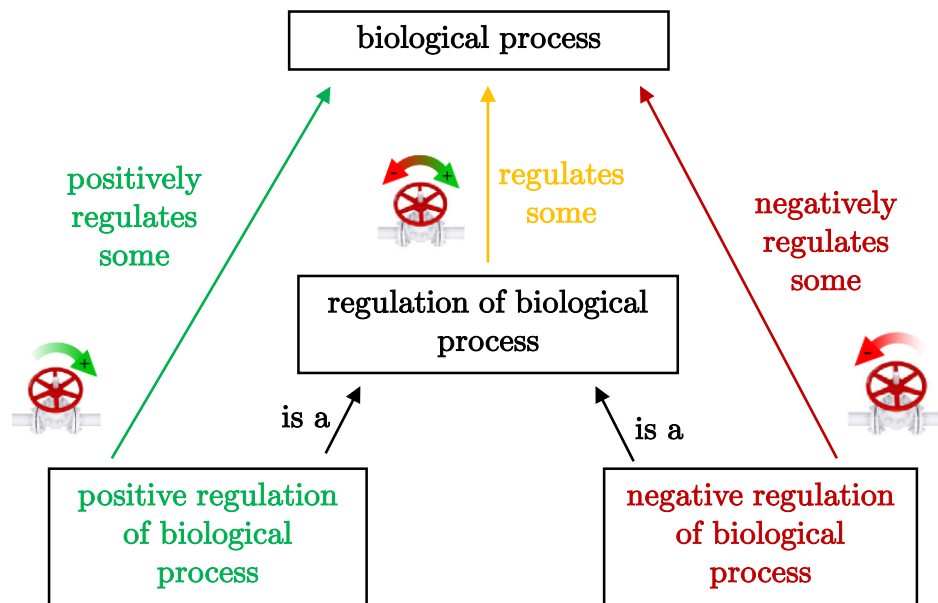 biological process
positively
regulates
some
-
+
regulates
some
negatively
regulates
some
regulation of biological
process
+
-
is a
is a
positive regulation
of biological
process
negative regulation
of biological
process